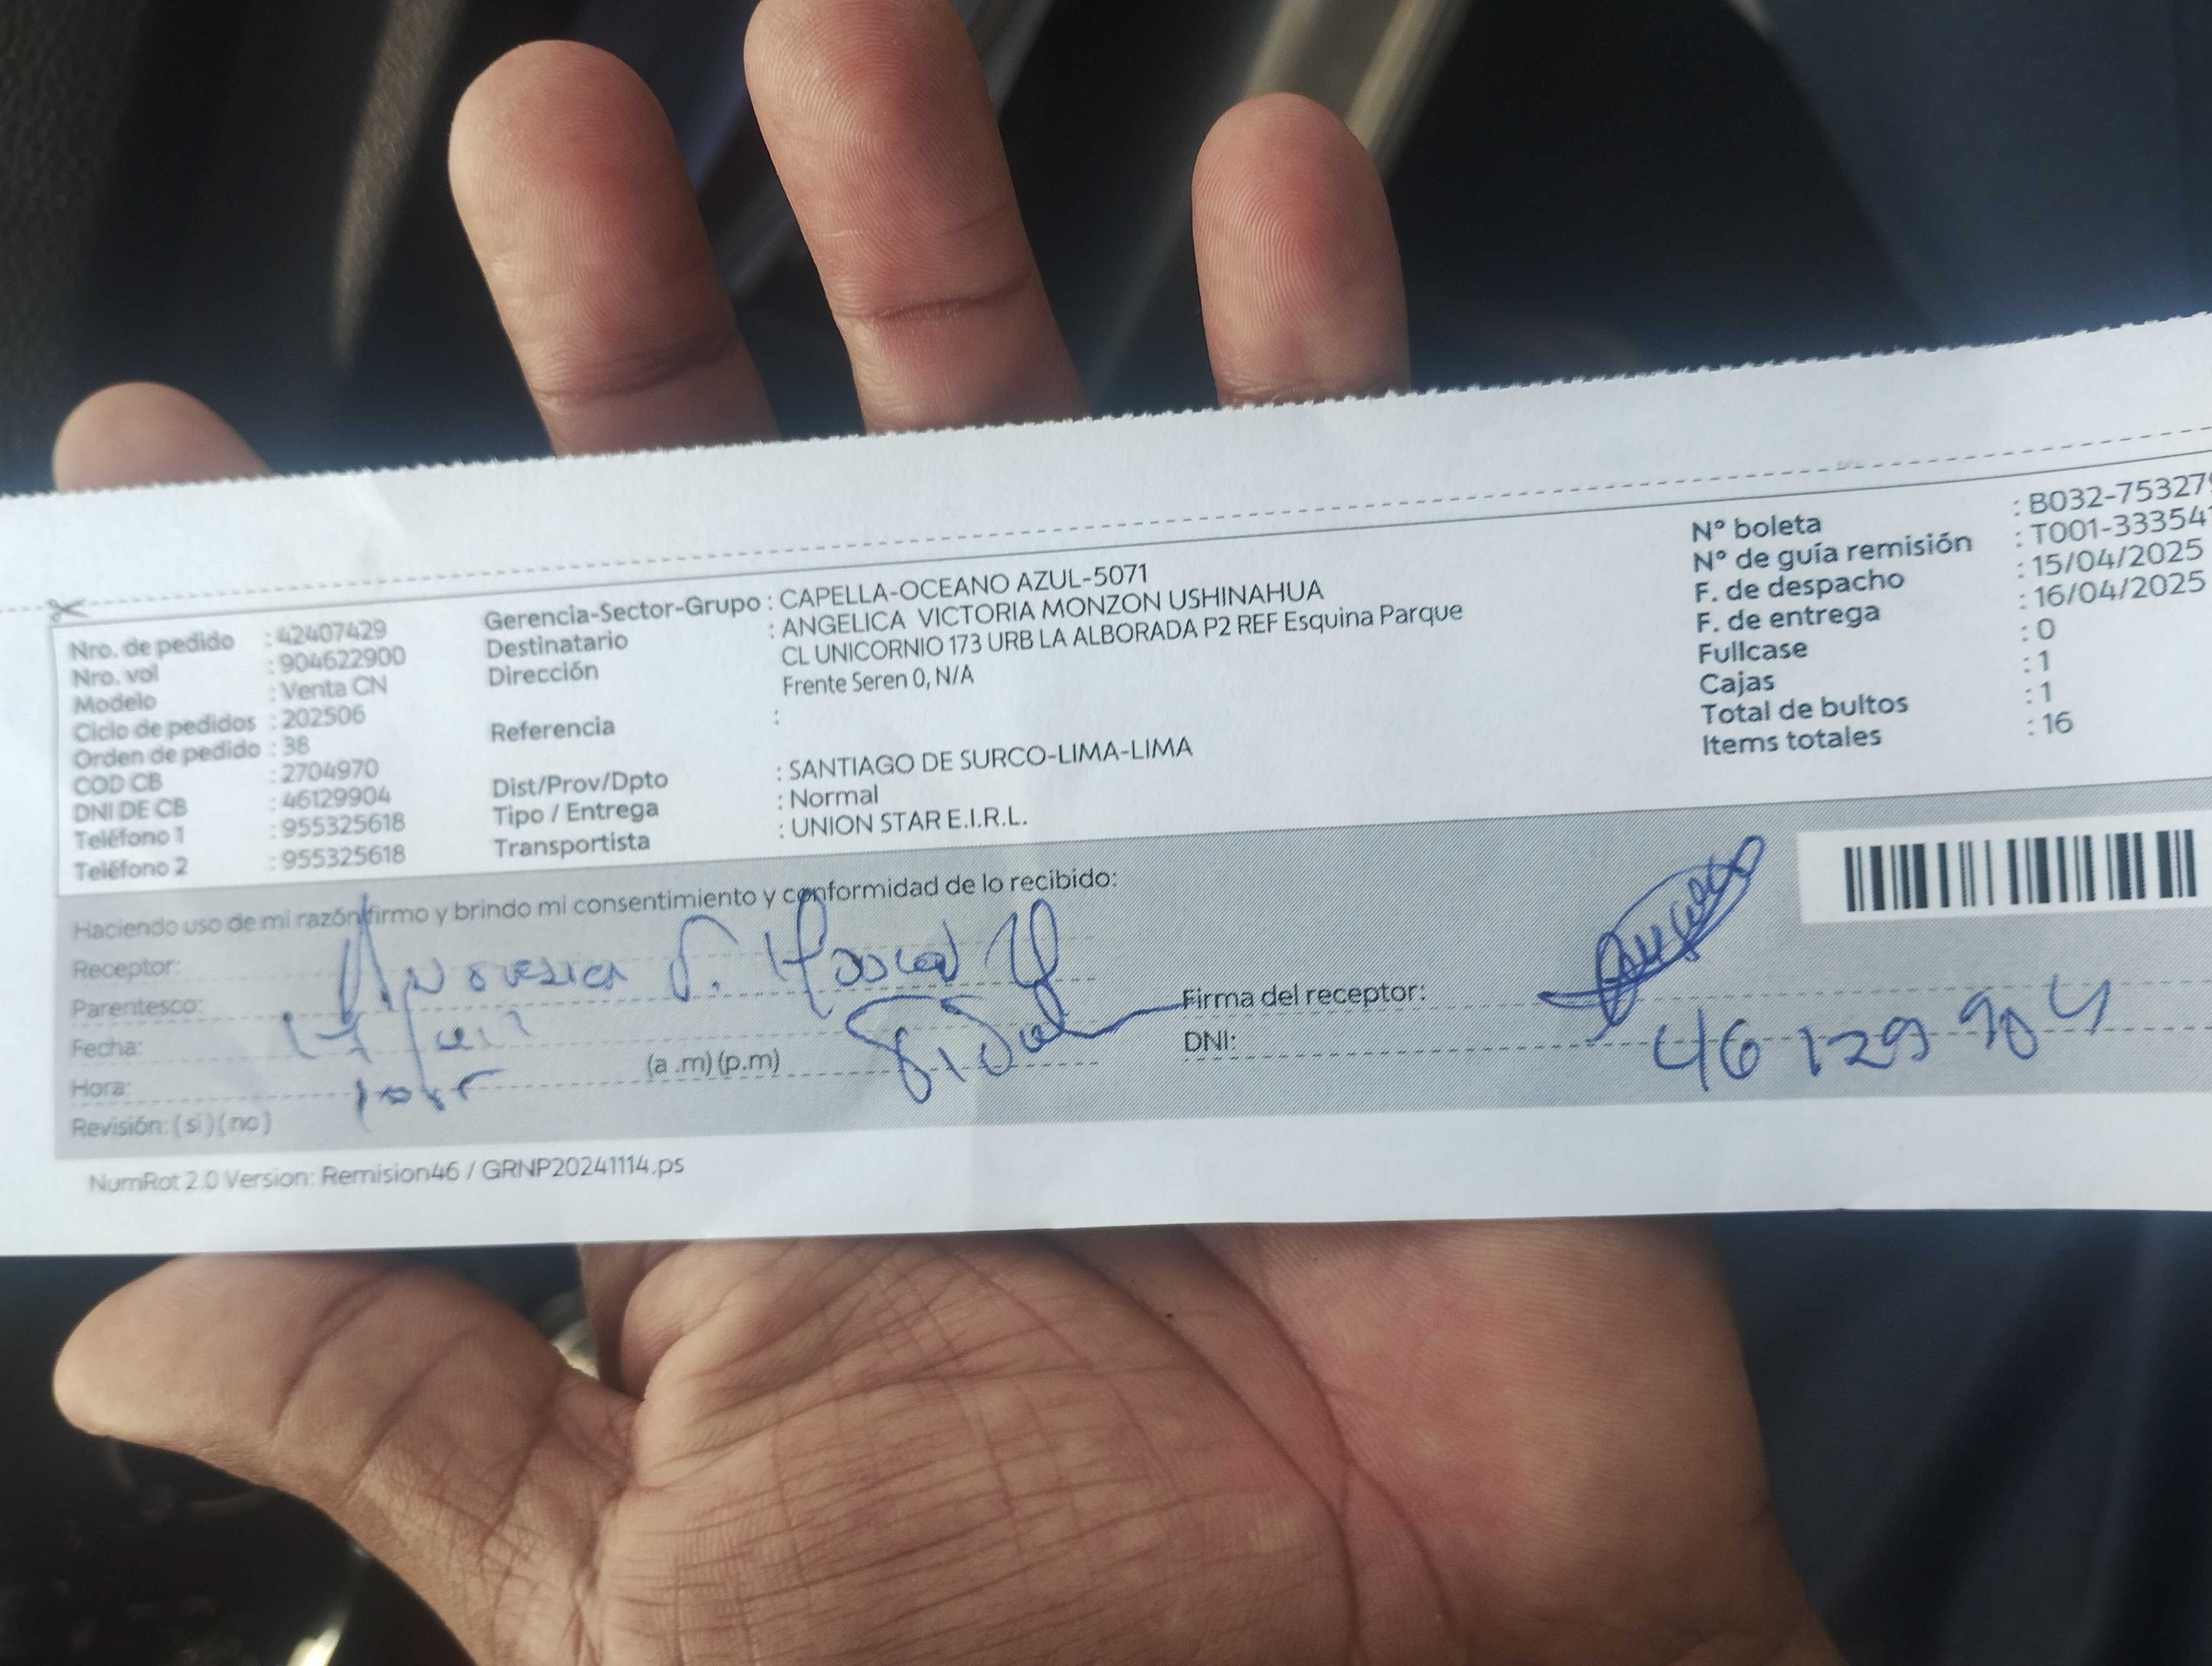 Nro. de pedido : 42407429
Nro. vol : 904622900
Modelo : Venta CN
Ciclo de pedidos : 202506
Orden de pedido : 38
COD CB : 2704970
DNI DE CB : 46129904
Teléfono 1 : 955325618
Teléfono 2 : 955325618
Gerencia-Sector-Grupo : CAPELLA-OCEANO AZUL-5071
Destinatario : ANGELICA VICTORIA MONZON USHINAHUA
Dirección CL UNICORNIO 173 URB LA ALBORADA P2 REF Esquina Parque
Frente Seren 0, N/A
Referencia :
Dist/Prov/Dpto : SANTIAGO DE SURCO-LIMA-LIMA
Tipo / Entrega : Normal
Transportista : UNION STAR E.I.R.L.
N° boleta : B032-75327
N° de guía remisión : T001-33354
F. de despacho : 15/04/2025
F. de entrega : 16/04/2025
Fullcase : 0
Cajas : 1
Total de bultos : 1
Items totales : 16
Haciendo uso de mi razón firmo y brindo mi consentimiento y conformidad de lo recibido:
Receptor:
Parentesco:
Fecha:
Hora: (a .m) (p.m)
Revisión: ( si ) ( no )
Firma del receptor:
DNI: 46129904
NumRot 2.0 Version: Remision46 / GRNP20241114.ps